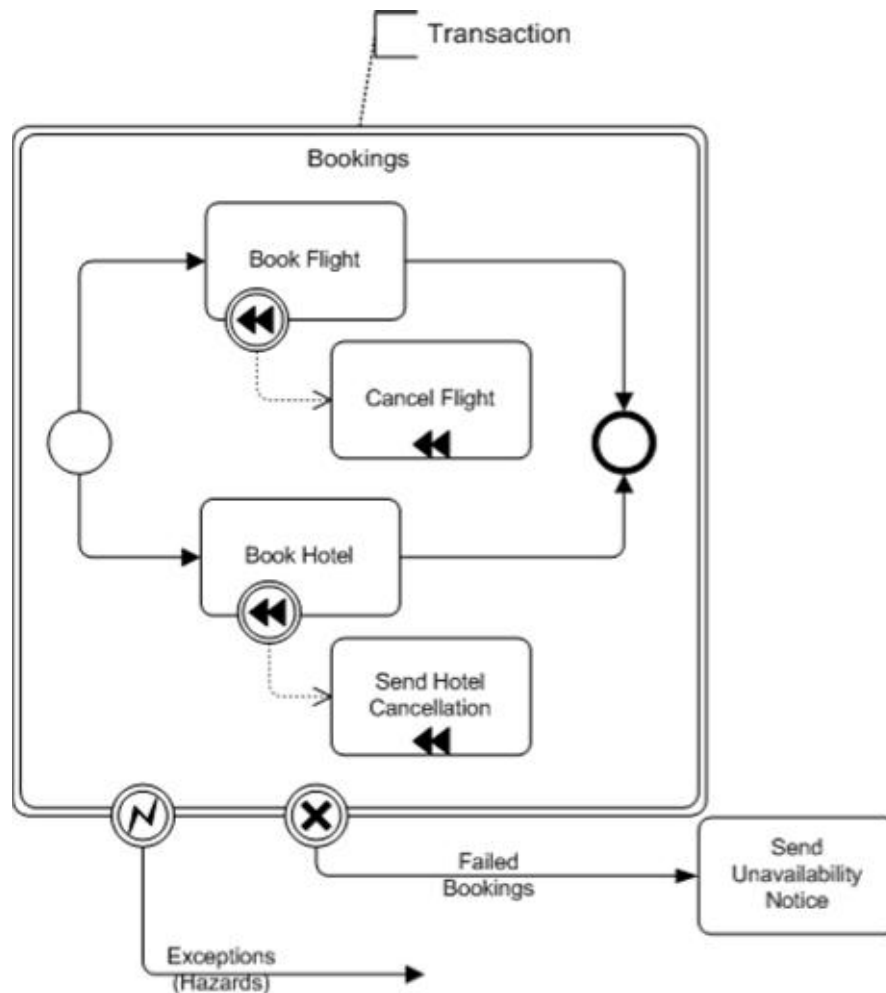 Transaction
Bookings
Book Flight
Cancel Flight
Book Hotel
Send Hotel
Cancellation
Failed
Bookings
Send
Unavailability
Notice
Exceptions
(Hazards)